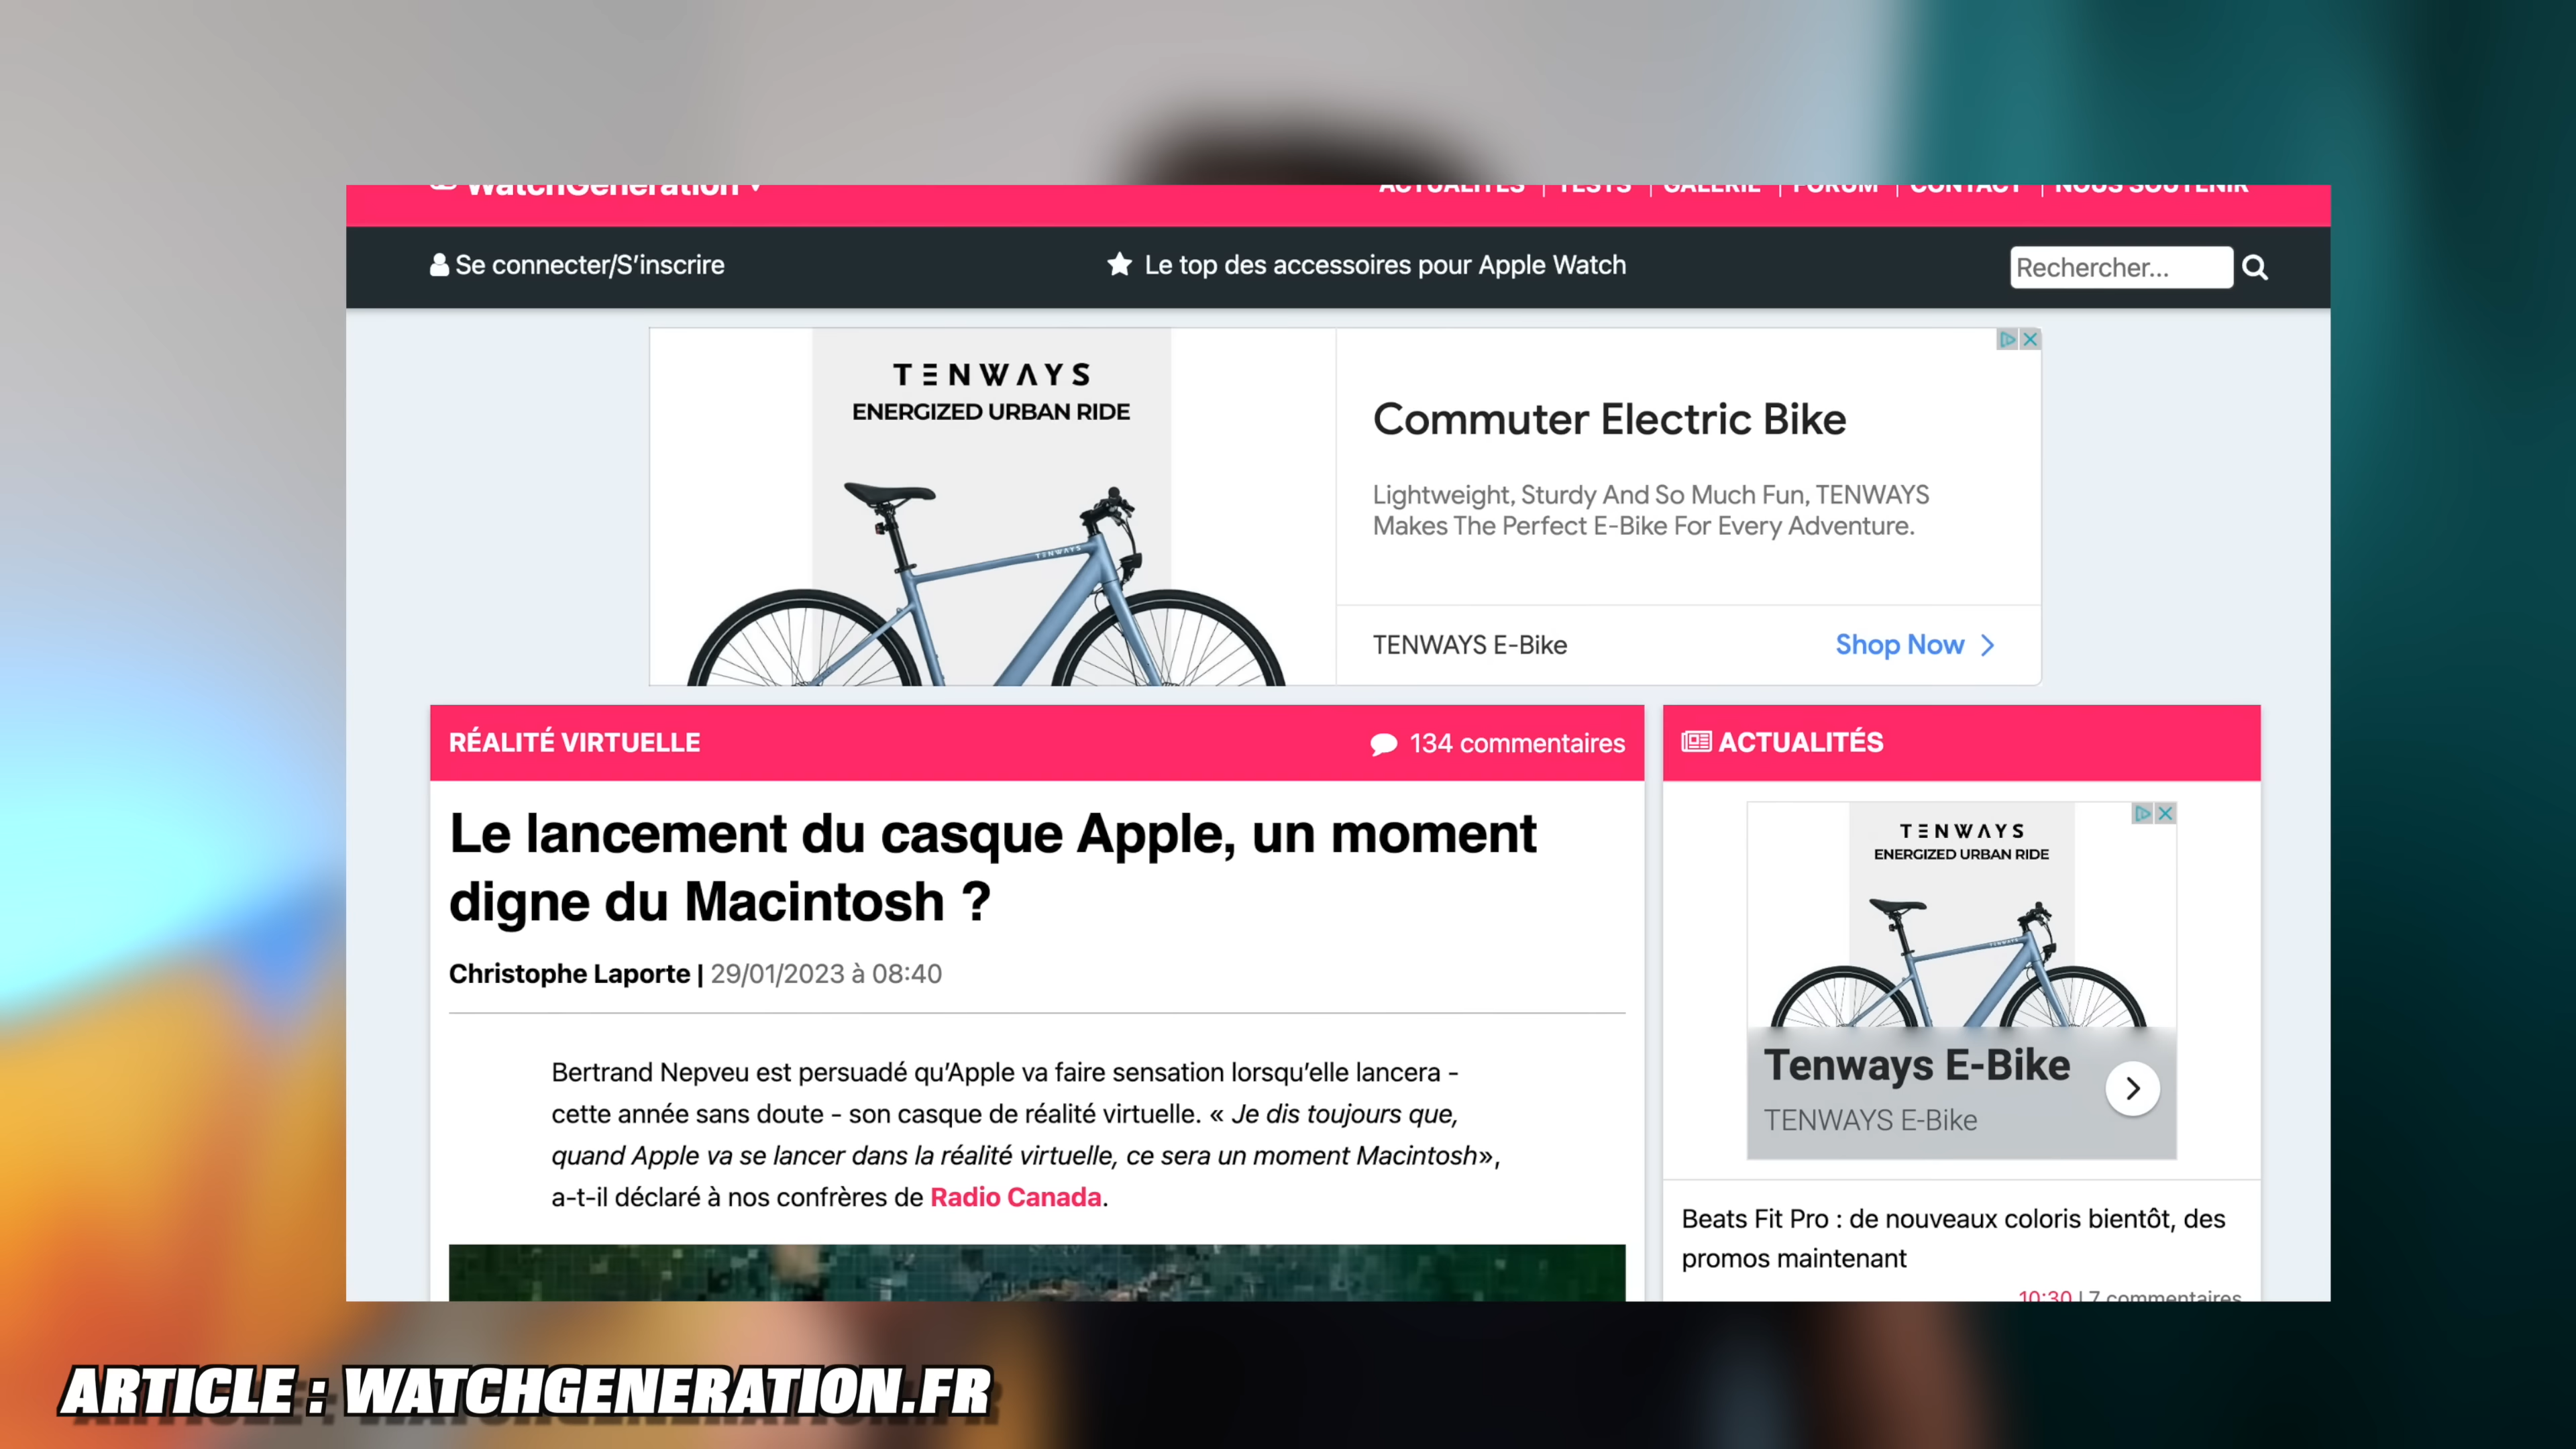 WatchGeneration
ACTUALITÉS | TESTS | GALERIE | FORUM | CONTACT | NOUS SOUTENIR
Se connecter/S'inscrire
Le top des accessoires pour Apple Watch
Rechercher...
TENWAYS
ENERGIZED URBAN RIDE
TENWAYS
Commuter Electric Bike
Lightweight, Sturdy And So Much Fun, TENWAYS
Makes The Perfect E-Bike For Every Adventure.
TENWAYS E-Bike
Shop Now
RÉALITÉ VIRTUELLE
134 commentaires
Le lancement du casque Apple, un moment
digne du Macintosh ?
Christophe Laporte | 29/01/2023 à 08:40
Bertrand Nepveu est persuadé qu'Apple va faire sensation lorsqu'elle lancera -
cette année sans doute - son casque de réalité virtuelle. « Je dis toujours que,
quand Apple va se lancer dans la réalité virtuelle, ce sera un moment Macintosh»,
a-t-il déclaré à nos confrères de Radio Canada.
ACTUALITÉS
TENWAYS
ENERGIZED URBAN RIDE
TENWAYS
Tenways E-Bike
TENWAYS E-Bike
Beats Fit Pro : de nouveaux coloris bientôt, des
promos maintenant
10:30 | 7 commentaires
ARTICLE : WATCHGENERATION.FR